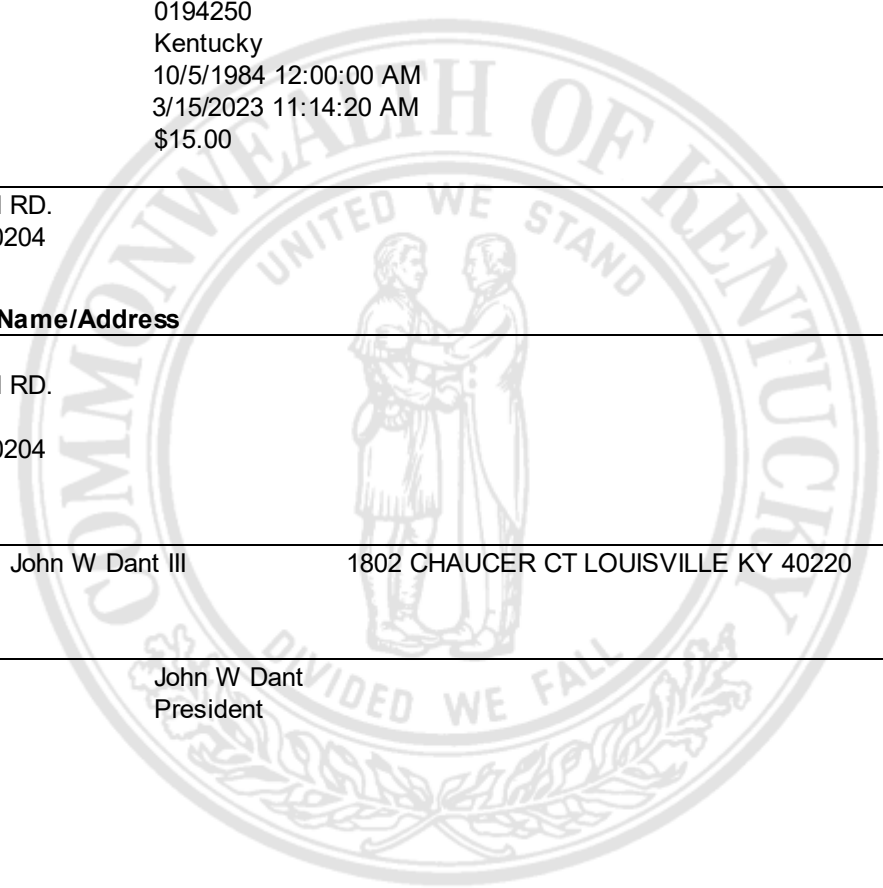 0194250
Kentucky
10/5/1984 12:00:00 AM
3/15/2023 11:14:20 AM
$15.00
RD.
0204
Name/Address
RD.
0204
John W Dant III 1802 CHAUCER CT LOUISVILLE KY 40220
John W Dant
President
COMMONWEALTH OF KENTUCKY
UNITED WE STAND
DIVIDED WE FALL